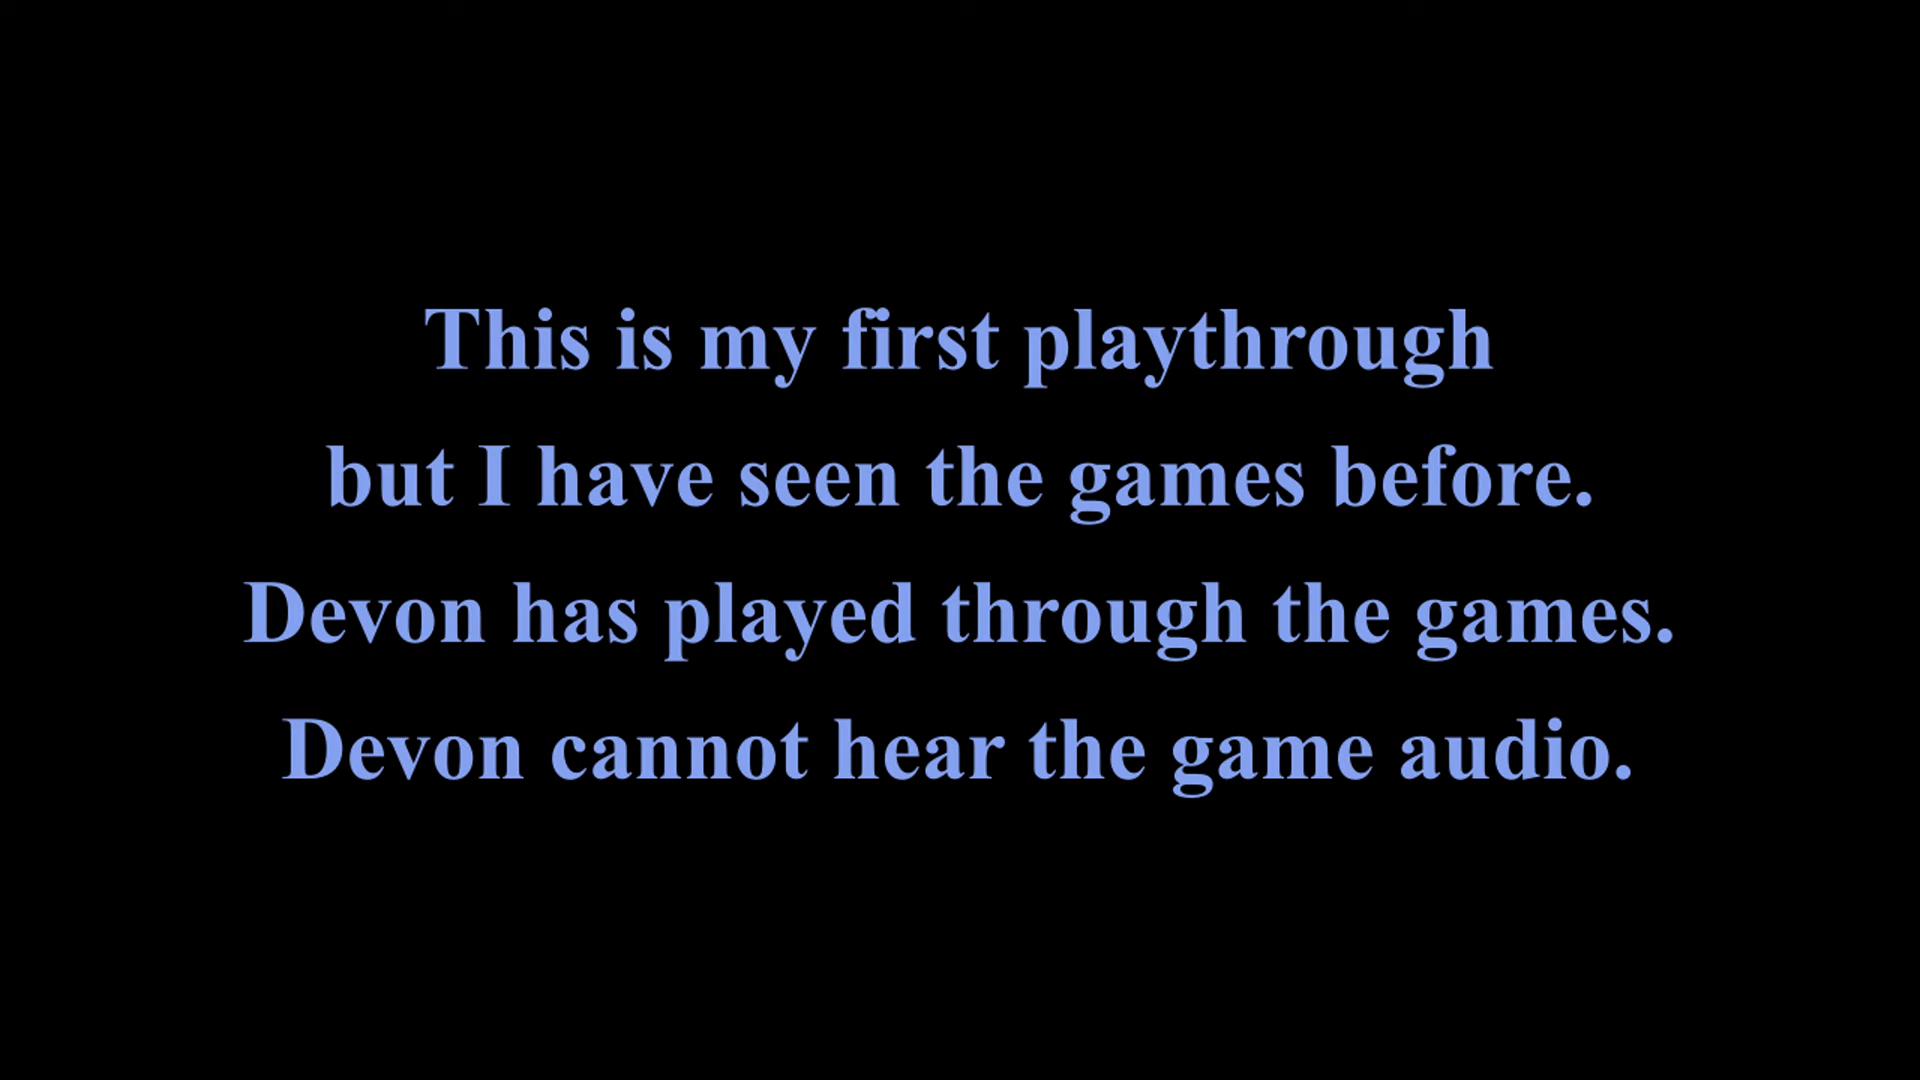 This is my first playthrough
but I have seen the games before.
Devon has played through the games.
Devon cannot hear the game audio.